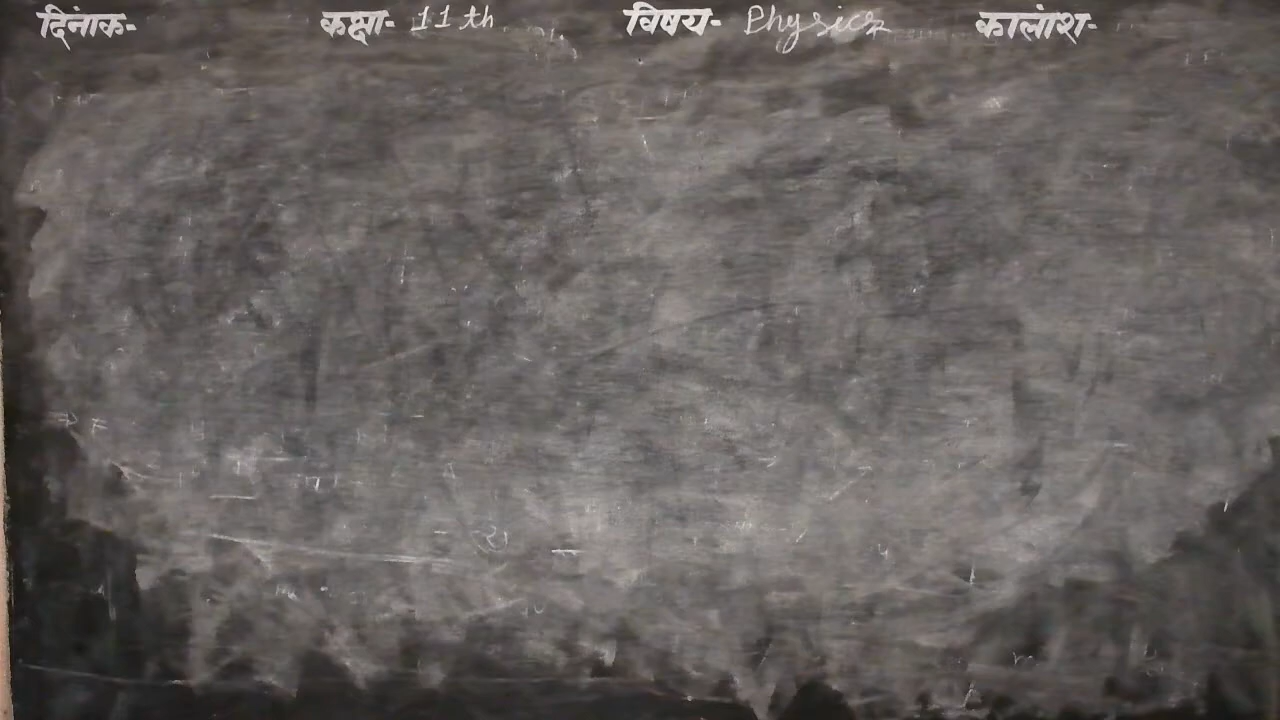 दिनांक- कक्षा- 11th विषय- Physics कालांश-